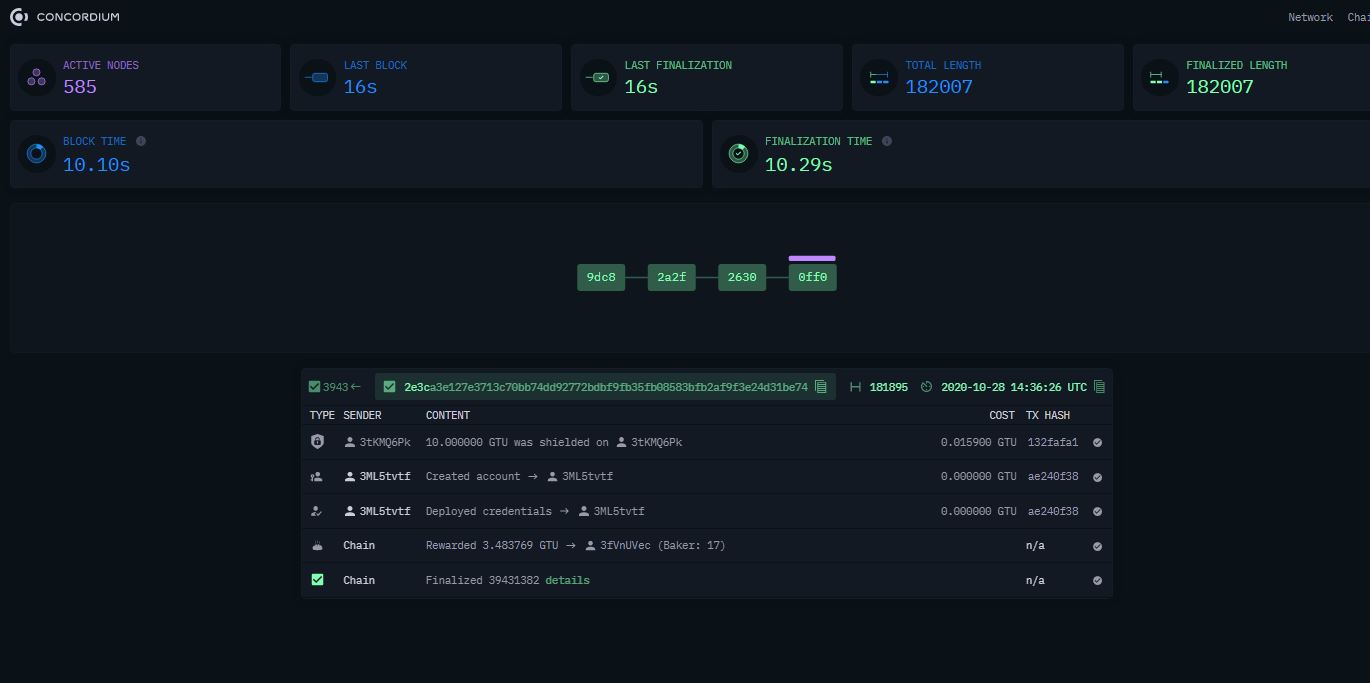 CONCORDIUM
Network
ACTIVE NODES
585
LAST BLOCK
16s
LAST FINALIZATION
16s
TOTAL LENGTH
182007
FINALIZED LENGTH
182007
BLOCK TIME
10.10s
FINALIZATION TIME
10.29s
9dc8 2a2f 2630 0ff0
3943← 2e3ca3e127e3713c70bb74dd92772bdbf9fb35fb08583bfb2af9f3e24d31be74 181895 2020-10-28 14:36:26 UTC
TYPE SENDER CONTENT COST TX HASH
3tKMQ6Pk 10.000000 GTU was shielded on 3tKMQ6Pk 0.015900 GTU 132fafa1
3ML5tvtf Created account → 3ML5tvtf 0.000000 GTU ae240f38
3ML5tvtf Deployed credentials → 3ML5tvtf 0.000000 GTU ae240f38
Chain Rewarded 3.483769 GTU → 3fVnUVec (Baker: 17) n/a
Chain Finalized 39431382 details n/a